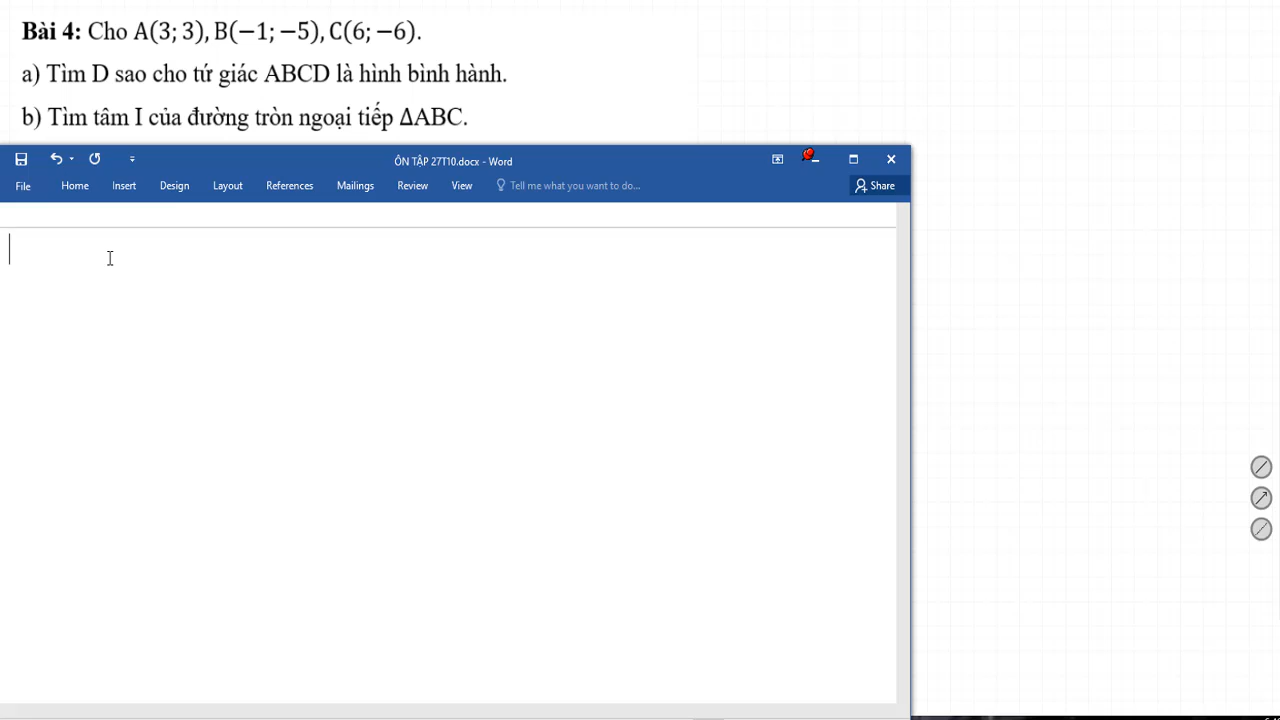 Bài 4: Cho A(3; 3), B(−1; −5), C(6; −6).
a) Tìm D sao cho tứ giác ABCD là hình bình hành.
b) Tìm tâm I của đường tròn ngoại tiếp ΔABC.
ÔN TẬP 27T10.docx - Word
File Home Insert Design Layout References Mailings Review View Tell me what you want to do... Share